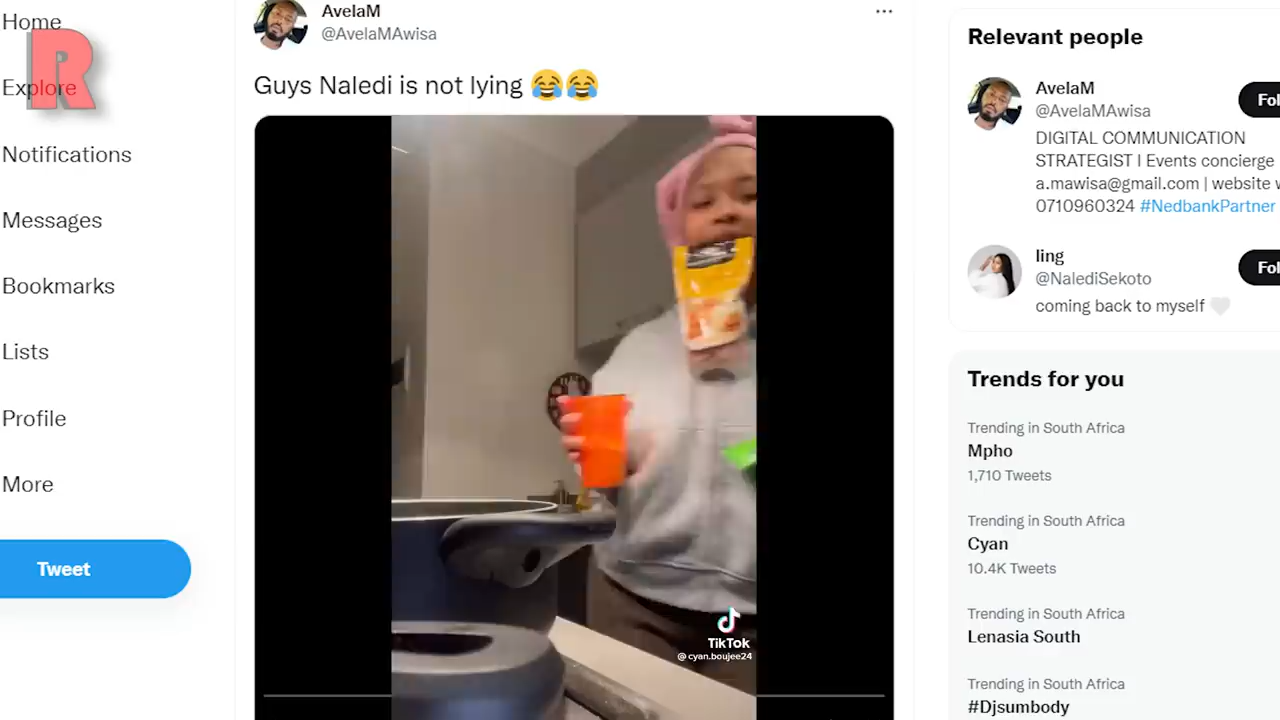 Home
R
Explore
Notifications
Messages
Bookmarks
Lists
Profile
More
Tweet
AvelaM
@AvelaMAwisa
Guys Naledi is not lying 😂😂
TikTok
@cyan.boujee24
Relevant people
AvelaM
@AvelaMAwisa
Fol
DIGITAL COMMUNICATION
STRATEGIST I Events concierge
a.mawisa@gmail.com | website w
0710960324 #NedbankPartner
ling
@NalediSekoto
Fol
coming back to myself 🤍
Trends for you
Trending in South Africa
Mpho
1,710 Tweets
Trending in South Africa
Cyan
10.4K Tweets
Trending in South Africa
Lenasia South
Trending in South Africa
#Djsumbody